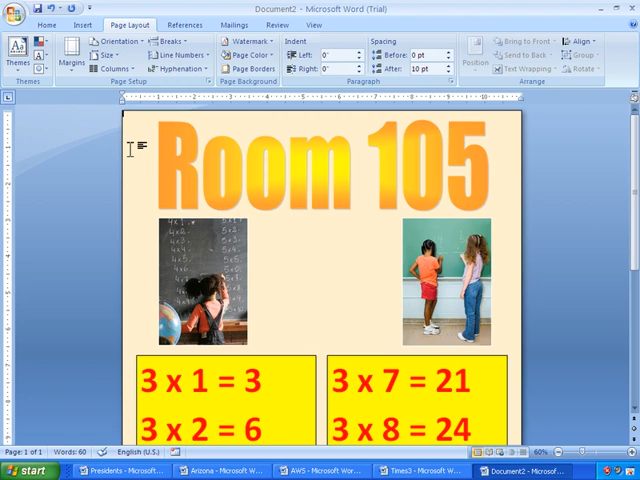 Document2 - Microsoft Word (Trial)
Home Insert Page Layout References Mailings Review View
Orientation Breaks Watermark Indent Spacing Bring to Front Align
Themes Margins Size Line Numbers Page Color Left: 0" Before: 0 pt Position Send to Back Group
Columns Hyphenation Page Borders Right: 0" After: 10 pt Text Wrapping Rotate
Themes Page Setup Page Background Paragraph Arrange
Room 105
3 x 1 = 3 3 x 7 = 21
3 x 2 = 6 3 x 8 = 24
Page: 1 of 1 Words: 60 English (U.S.) 60%
start Presidents - Microsoft... Arizona - Microsoft W... AWS - Microsoft Wor... Times3 - Microsoft W... Document2 - Microsof...